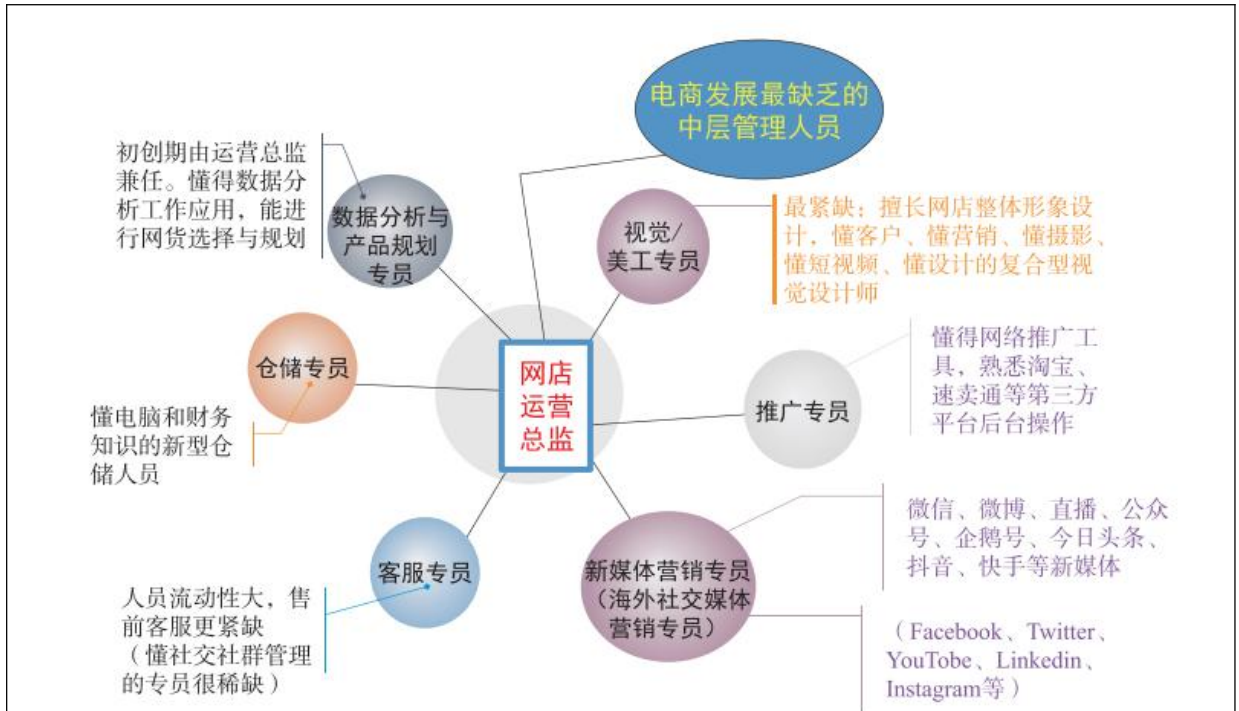 电商发展最缺乏的
中层管理人员
初创期由运营总监
兼任。懂得数据分
析工作应用，能进
行网货选择与规划
数据分析与
产品规划
专员
视觉/
美工专员
最紧缺：擅长网店整体形象设
计，懂客户、懂营销、懂摄影、
懂短视频、懂设计的复合型视
觉设计师
仓储专员
懂电脑和财务
知识的新型仓
储人员
网店
运营
总监
推广专员
懂得网络推广工
具，熟悉淘宝、
速卖通等第三方
平台后台操作
客服专员
人员流动性大，售
前客服更紧缺
（懂社交社群管理
的专员很稀缺）
新媒体营销专员
（海外社交媒体
营销专员）
微信、微博、直播、公众
号、企鹅号、今日头条、
抖音、快手等新媒体
（Facebook、Twitter、
YouTobe、Linkedin、
Instagram等）